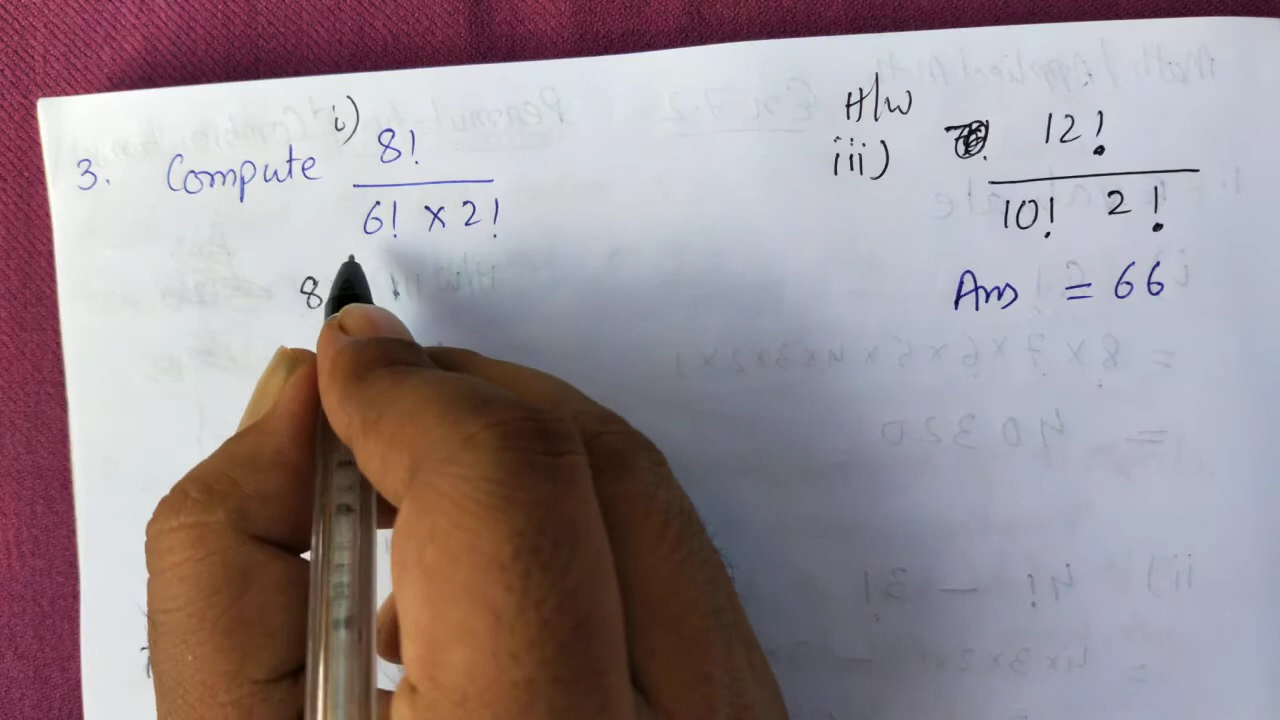 i)
3. Compute 8! / 6! × 2!
8
H/W
iii) 12! / 10! 2!
Ans = 66